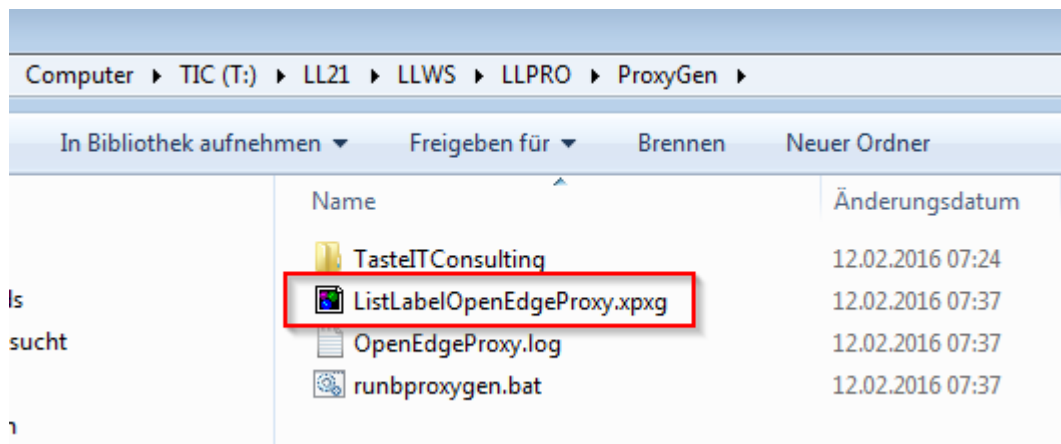 Computer ▸ TIC (T:) ▸ LL21 ▸ LLWS ▸ LLPRO ▸ ProxyGen ▸
In Bibliothek aufnehmen ▾ Freigeben für ▾ Brennen Neuer Ordner
Name Änderungsdatum
TasteITConsulting 12.02.2016 07:24
ls ListLabelOpenEdgeProxy.xpxg 12.02.2016 07:37
sucht OpenEdgeProxy.log 12.02.2016 07:37
runbproxygen.bat 12.02.2016 07:37